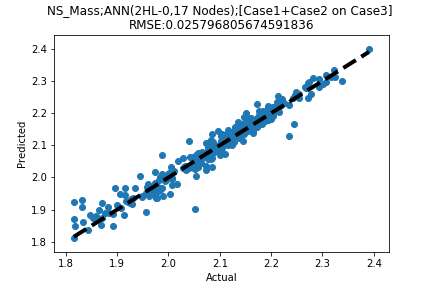 NS_Mass;ANN(2HL-0,17 Nodes);[Case1+Case2 on Case3]
RMSE:0.025796805674591836
2.4
2.3
2.2
2.1
2.0
1.9
1.8
Predicted
1.8 1.9 2.0 2.1 2.2 2.3 2.4
Actual